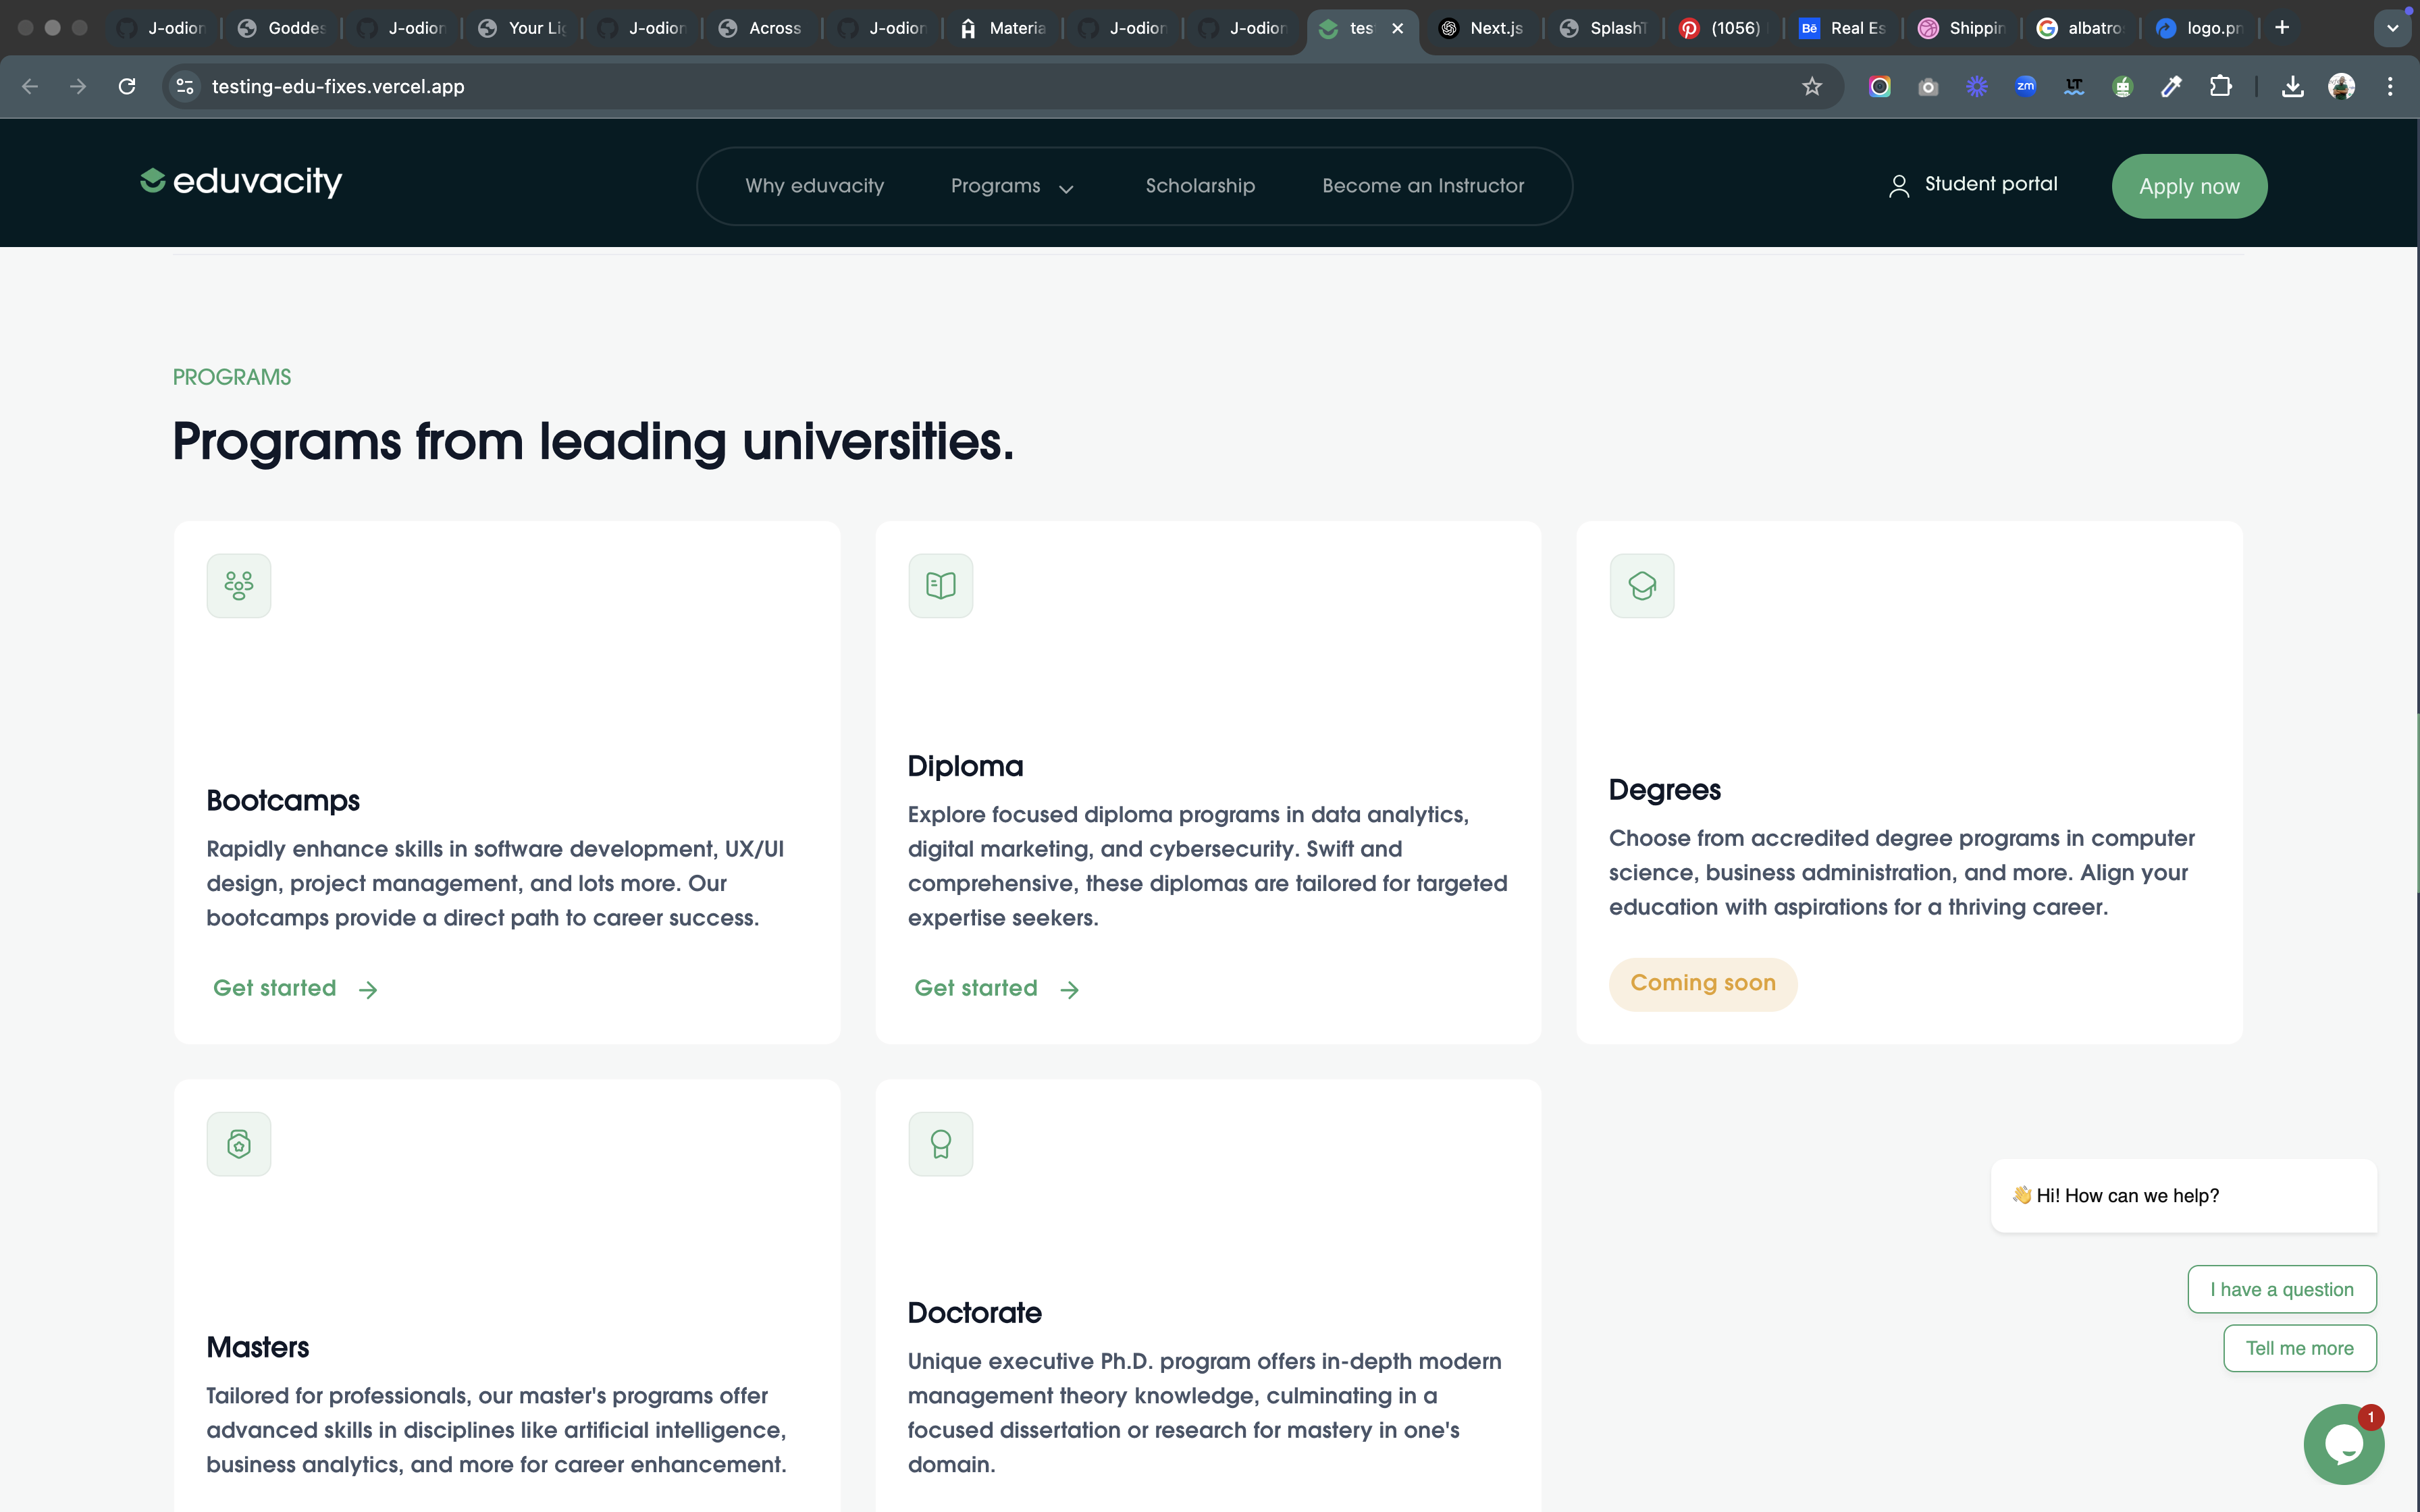 J-odion
Goddes
J-odion
Your Lig
J-odion
Across
J-odion
Materia
J-odion
J-odion
tes
Next.js
SplashT
(1056)
Bē
Real Es
Shippin
albatro
logo.pn
testing-edu-fixes.vercel.app
zm
LT
eduvacity
Why eduvacity
Programs
Scholarship
Become an Instructor
Student portal
Apply now
PROGRAMS
Programs from leading universities.
Bootcamps
Rapidly enhance skills in software development, UX/UI
design, project management, and lots more. Our
bootcamps provide a direct path to career success.
Get started
Diploma
Explore focused diploma programs in data analytics,
digital marketing, and cybersecurity. Swift and
comprehensive, these diplomas are tailored for targeted
expertise seekers.
Get started
Degrees
Choose from accredited degree programs in computer
science, business administration, and more. Align your
education with aspirations for a thriving career.
Coming soon
Masters
Tailored for professionals, our master's programs offer
advanced skills in disciplines like artificial intelligence,
business analytics, and more for career enhancement.
Doctorate
Unique executive Ph.D. program offers in-depth modern
management theory knowledge, culminating in a
focused dissertation or research for mastery in one's
domain.
👋 Hi! How can we help?
I have a question
Tell me more
1